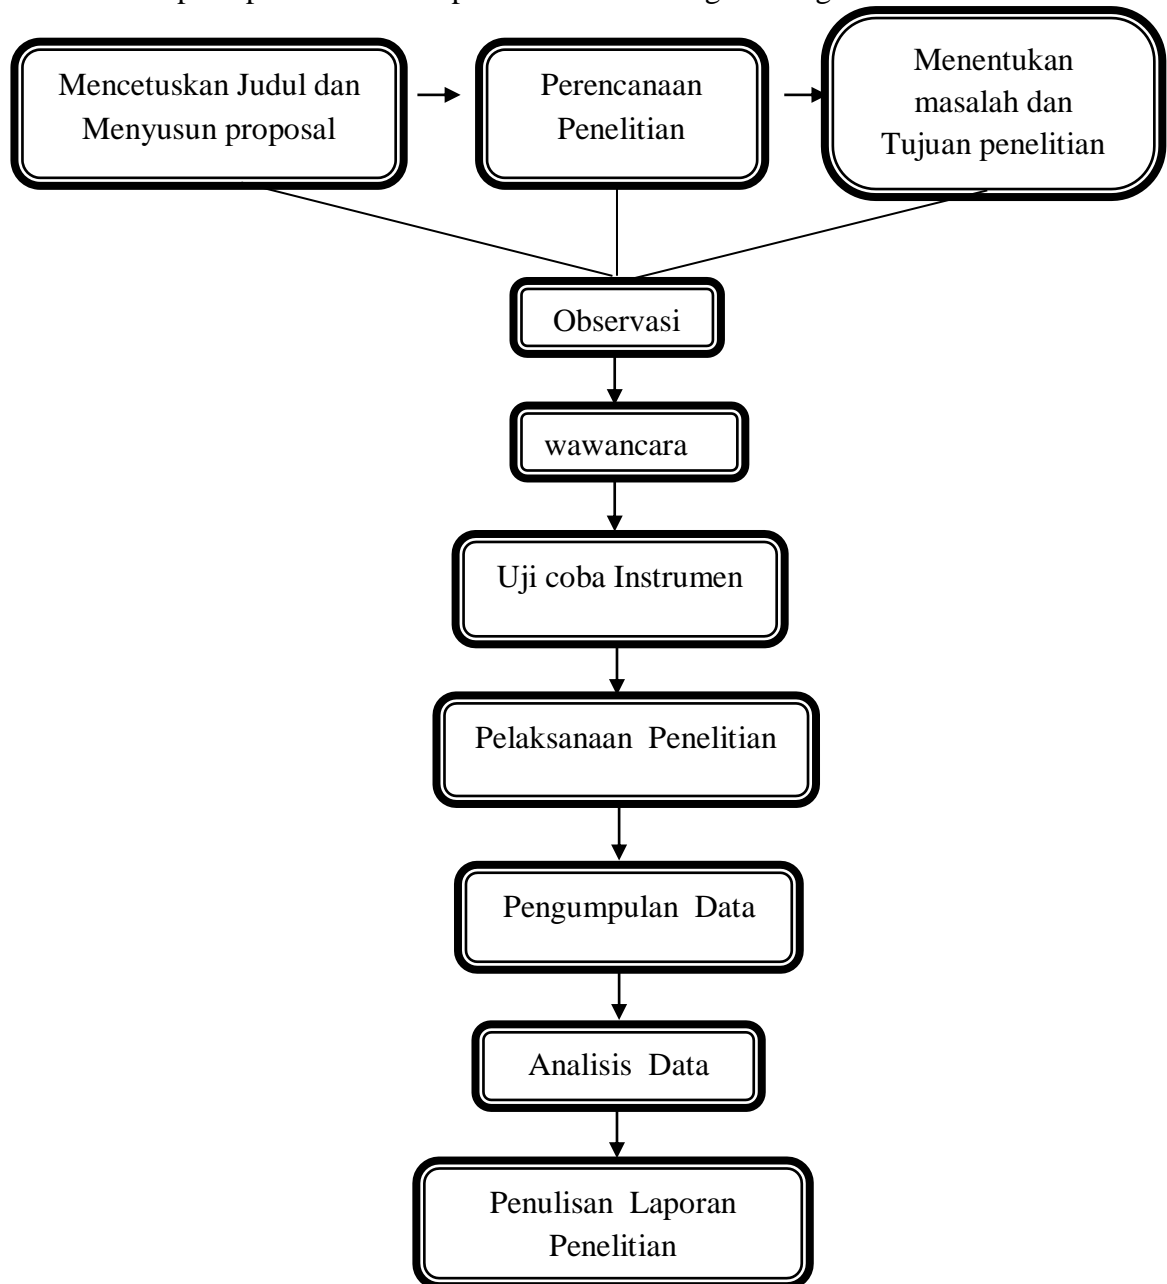 Mencetuskan Judul dan
Menyusun proposal
Perencanaan
Penelitian
Menentukan
masalah dan
Tujuan penelitian
Observasi
wawancara
Uji coba Instrumen
Pelaksanaan Penelitian
Pengumpulan Data
Analisis Data
Penulisan Laporan
Penelitian